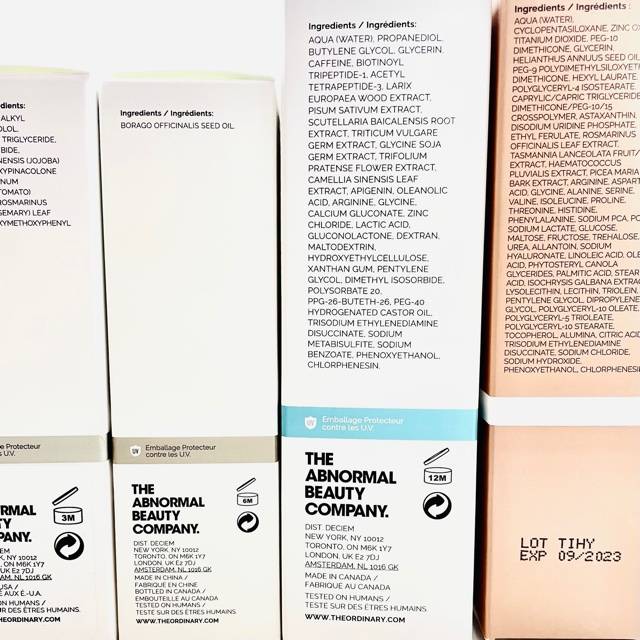 dients:
ALKYL
OLOL,
TRIGLYCERIDE,
BIDE,
NENSIS (JOJOBA)
XYPINACOLONE
NUM
TOMATO)
ROSMARINUS
SEMARY) LEAF
XYMETHOXYPHENYL
e Protecteur
s U.V.
RMAL
TY
NY.
3M
ECIEM
NY 10012
ON M6K 1Y7
UK E2 7DJ
AM, NL 1016 GK
USA /
É AUX É.-U.A.
ON HUMANS /
SUR DES ÊTRES HUMAINS.
Ingredients / Ingrédients:
BORAGO OFFICINALIS SEED OIL.
UV
Emballage Protecteur
contre les U.V.
THE
ABNORMAL
BEAUTY
COMPANY.
6M
DIST. DECIEM
NEW YORK, NY 10012
TORONTO, ON M6K 1Y7
LONDON, UK E2 7DJ
AMSTERDAM, NL 1016 GK
MADE IN CHINA /
FABRIQUÉ EN CHINE
BOTTLED IN CANADA /
EMBOUTEILLÉ AU CANADA
TESTED ON HUMANS /
TESTÉ SUR DES ÊTRES HUMAINS.
WWW.THEORDINARY.COM
Ingredients / Ingrédients:
AQUA (WATER), PROPANEDIOL,
BUTYLENE GLYCOL, GLYCERIN,
CAFFEINE, BIOTINOYL
TRIPEPTIDE-1, ACETYL
TETRAPEPTIDE-3, LARIX
EUROPAEA WOOD EXTRACT,
PISUM SATIVUM EXTRACT,
SCUTELLARIA BAICALENSIS ROOT
EXTRACT, TRITICUM VULGARE
GERM EXTRACT, GLYCINE SOJA
GERM EXTRACT, TRIFOLIUM
PRATENSE FLOWER EXTRACT,
CAMELLIA SINENSIS LEAF
EXTRACT, APIGENIN, OLEANOLIC
ACID, ARGININE, GLYCINE,
CALCIUM GLUCONATE, ZINC
CHLORIDE, LACTIC ACID,
GLUCONOLACTONE, DEXTRAN,
MALTODEXTRIN,
HYDROXYETHYLCELLULOSE,
XANTHAN GUM, PENTYLENE
GLYCOL, DIMETHYL ISOSORBIDE,
POLYSORBATE 20,
PPG-26-BUTETH-26, PEG-40
HYDROGENATED CASTOR OIL,
TRISODIUM ETHYLENEDIAMINE
DISUCCINATE, SODIUM
METABISULFITE, SODIUM
BENZOATE, PHENOXYETHANOL,
CHLORPHENESIN.
UV
Emballage Protecteur
contre les U.V.
THE
ABNORMAL
BEAUTY
COMPANY.
12M
DIST. DECIEM
NEW YORK, NY 10012
TORONTO, ON M6K 1Y7
LONDON, UK E2 7DJ
AMSTERDAM, NL 1016 GK
MADE IN CANADA /
FABRIQUÉ AU CANADA
TESTED ON HUMANS /
TESTÉ SUR DES ÊTRES HUMAINS.
WWW.THEORDINARY.COM
Ingredients / Ingrédients:
AQUA (WATER),
CYCLOPENTASILOXANE, ZINC OX
TITANIUM DIOXIDE, PEG-10
DIMETHICONE, GLYCERIN,
HELIANTHUS ANNUUS SEED OIL
PEG-9 POLYDIMETHYLSILOXYETH
DIMETHICONE, HEXYL LAURATE,
POLYGLYCERYL-4 ISOSTEARATE,
CAPRYLIC/CAPRIC TRIGLYCERIDE
DIMETHICONE/PEG-10/15
CROSSPOLYMER, ASTAXANTHIN,
DISODIUM URIDINE PHOSPHATE,
ETHYL FERULATE, ROSMARINUS
OFFICINALIS LEAF EXTRACT,
TASMANNIA LANCEOLATA FRUIT/
EXTRACT, HAEMATOCOCCUS
PLUVIALIS EXTRACT, PICEA MARIA
BARK EXTRACT, ARGININE, ASPART
ACID, GLYCINE, ALANINE, SERINE,
VALINE, ISOLEUCINE, PROLINE,
THREONINE, HISTIDINE,
PHENYLALANINE, SODIUM PCA, PC
SODIUM LACTATE, GLUCOSE,
MALTOSE, FRUCTOSE, TREHALOSE,
UREA, ALLANTOIN, SODIUM
HYALURONATE, LINOLEIC ACID, OLE
ACID, PHYTOSTERYL CANOLA
GLYCERIDES, PALMITIC ACID, STEAR
ACID, ISOCHRYSIS GALBANA EXTRAC
LYSOLECITHIN, LECITHIN, TRIOLEIN,
PENTYLENE GLYCOL, DIPROPYLENE
GLYCOL, POLYGLYCERYL-10 OLEATE,
POLYGLYCERYL-5 TRIOLEATE,
POLYGLYCERYL-10 STEARATE,
TOCOPHEROL, ALUMINA, CITRIC ACID
TRISODIUM ETHYLENEDIAMINE
DISUCCINATE, SODIUM CHLORIDE,
SODIUM HYDROXIDE,
PHENOXYETHANOL, CHLORPHENESIN
LOT TIHY
EXP 09/2023